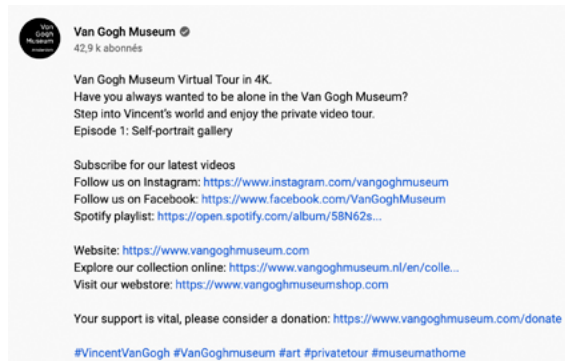 Van
Gogh
Museum
Amsterdam
Van Gogh Museum
42,9 k abonnés
Van Gogh Museum Virtual Tour in 4K.
Have you always wanted to be alone in the Van Gogh Museum?
Step into Vincent's world and enjoy the private video tour.
Episode 1: Self-portrait gallery
Subscribe for our latest videos
Follow us on Instagram: https://www.instagram.com/vangoghmuseum
Follow us on Facebook: https://www.facebook.com/VanGoghMuseum
Spotify playlist: https://open.spotify.com/album/58N62s...
Website: https://www.vangoghmuseum.com
Explore our collection online: https://www.vangoghmuseum.nl/en/colle...
Visit our webstore: https://www.vangoghmuseumshop.com
Your support is vital, please consider a donation: https://www.vangoghmuseum.com/donate
#VincentVanGogh #VanGoghmuseum #art #privatetour #museumathome